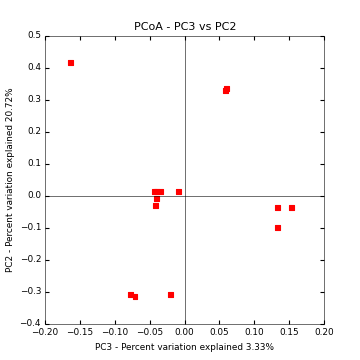 PCoA - PC3 vs PC2
0.5
0.4
0.3
0.2
0.1
0.0
−0.1
−0.2
−0.3
−0.4
PC2 - Percent variation explained 20.72%
−0.20 −0.15 −0.10 −0.05 0.00 0.05 0.10 0.15 0.20
PC3 - Percent variation explained 3.33%